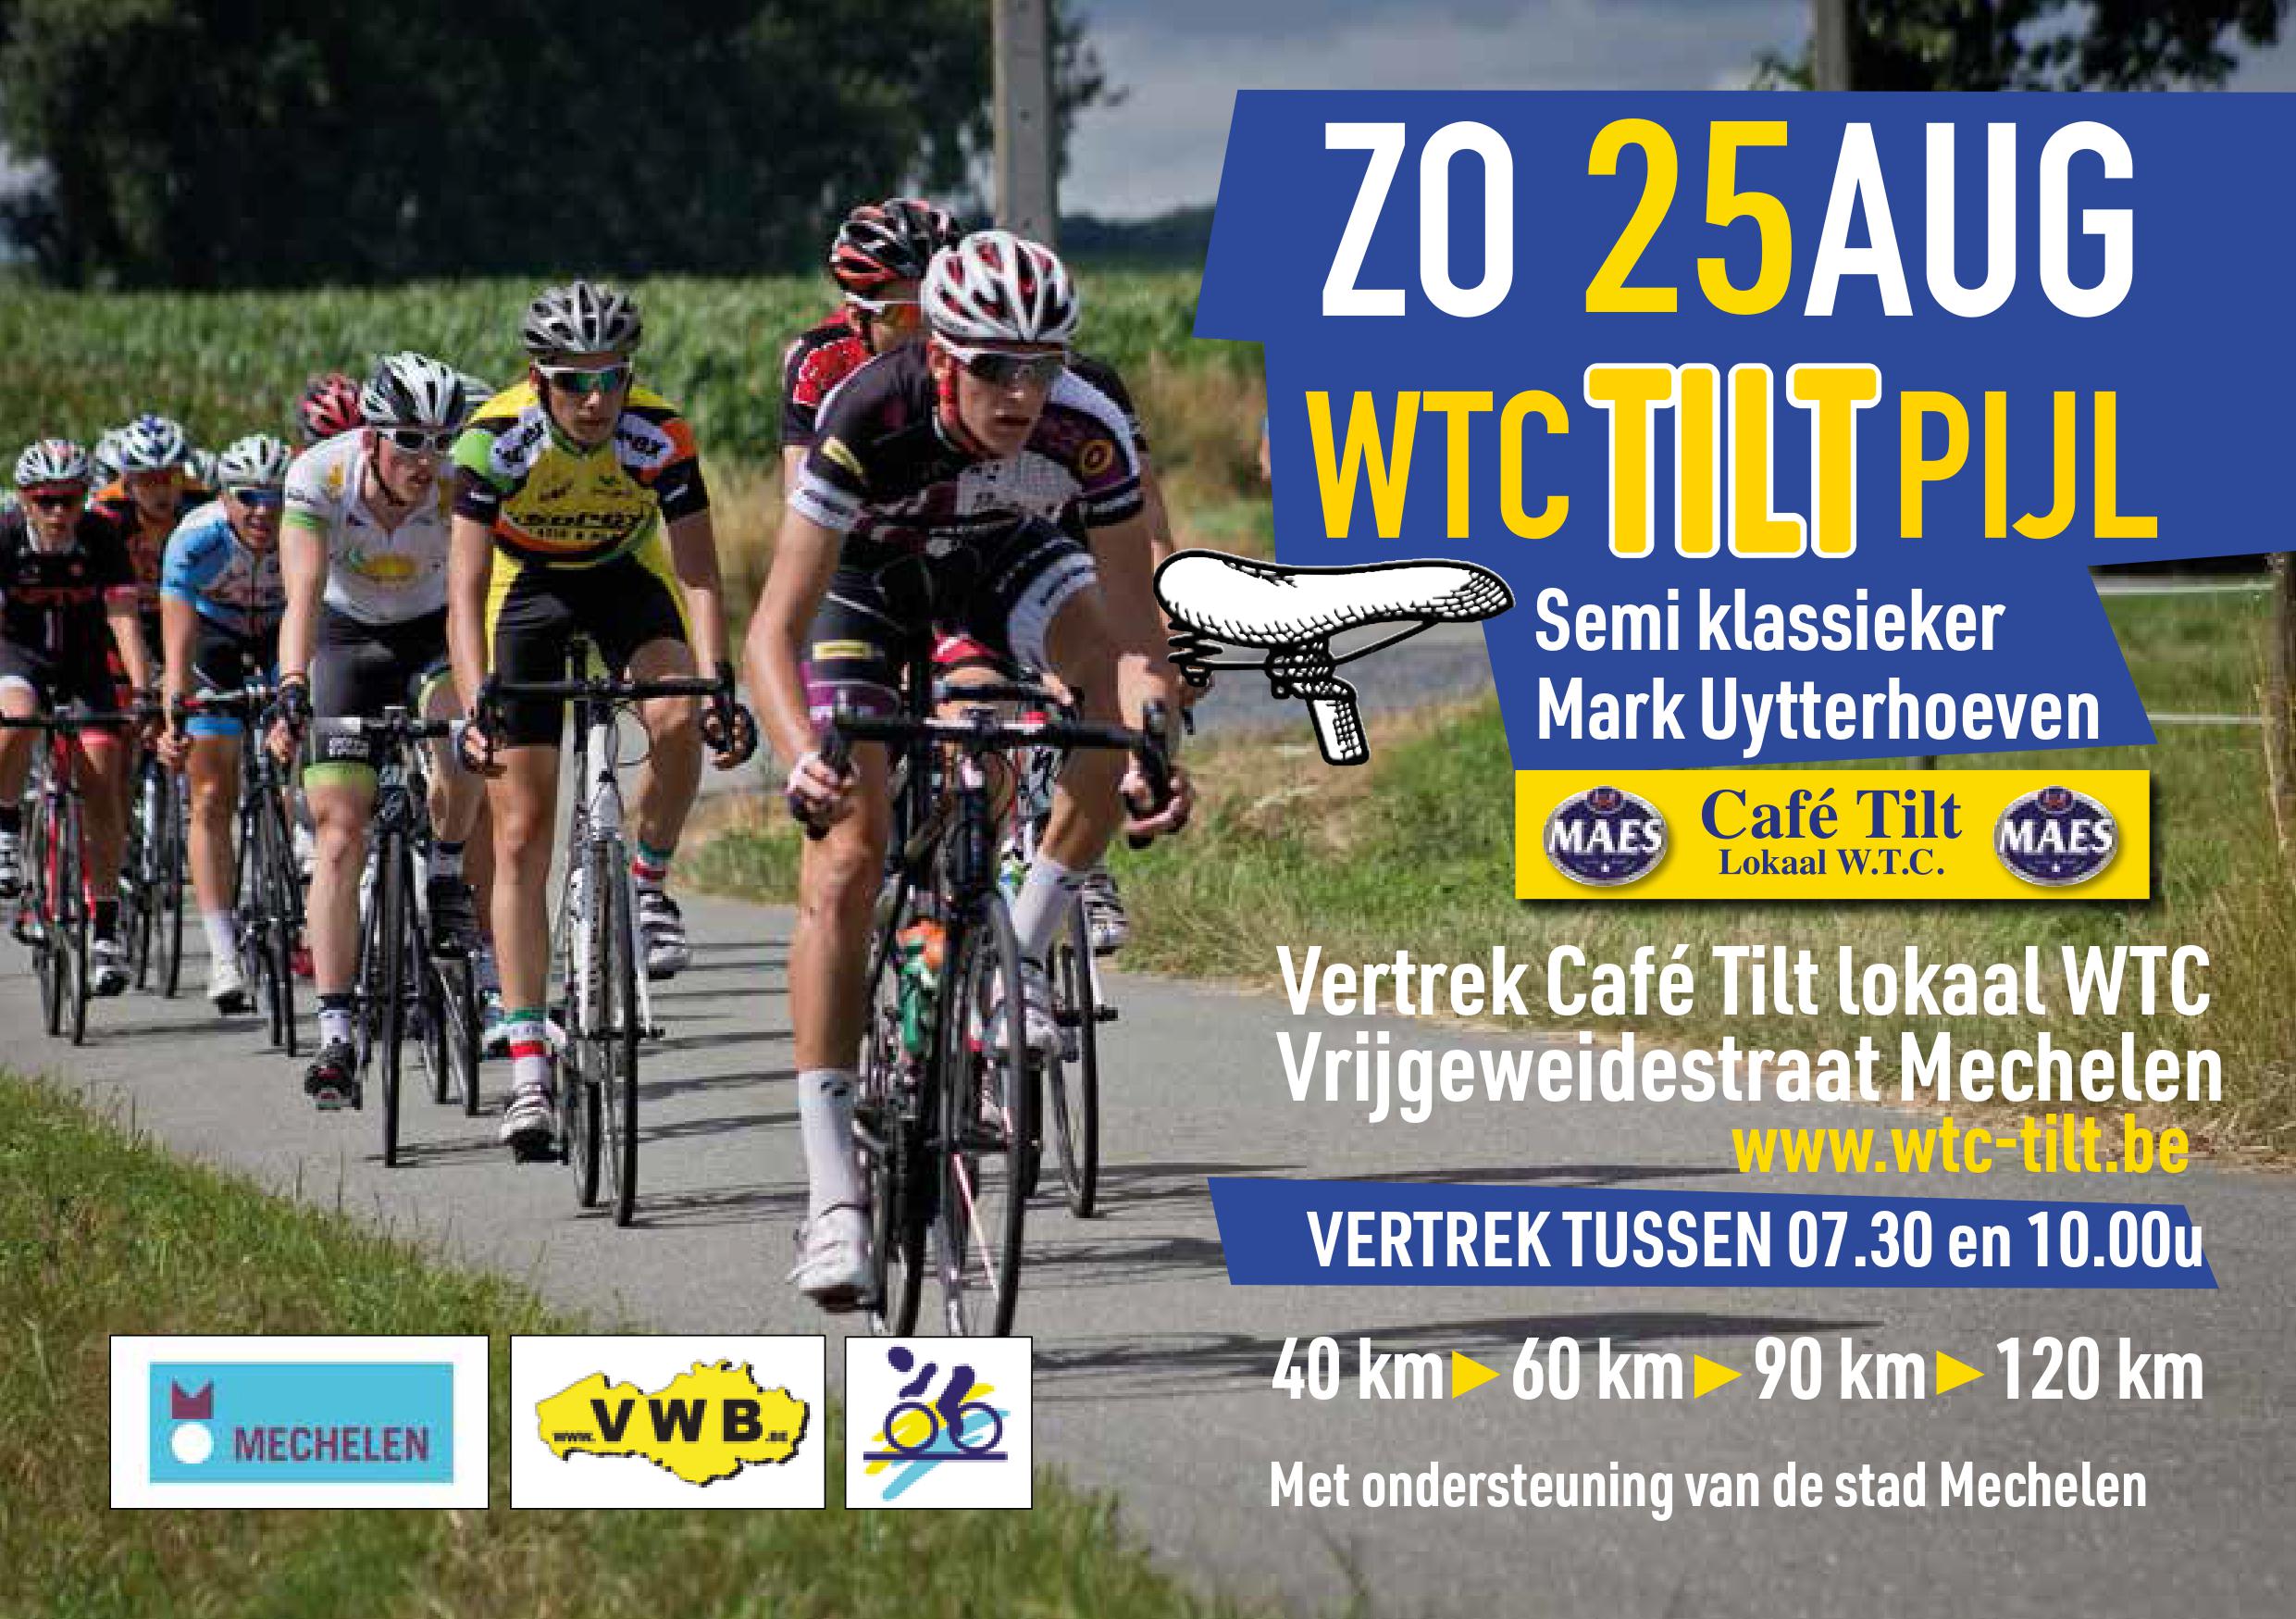 ZO 25AUG
WTC TILT PIJL
Semi klassieker
Mark Uytterhoeven
MAES Café Tilt MAES
Lokaal W.T.C.
Vertrek Café Tilt lokaal WTC
Vrijgeweidestraat Mechelen
www.wtc-tilt.be
VERTREK TUSSEN 07.30 en 10.00u
40 km 60 km 90 km 120 km
Met ondersteuning van de stad Mechelen
MECHELEN
www.VWB.be